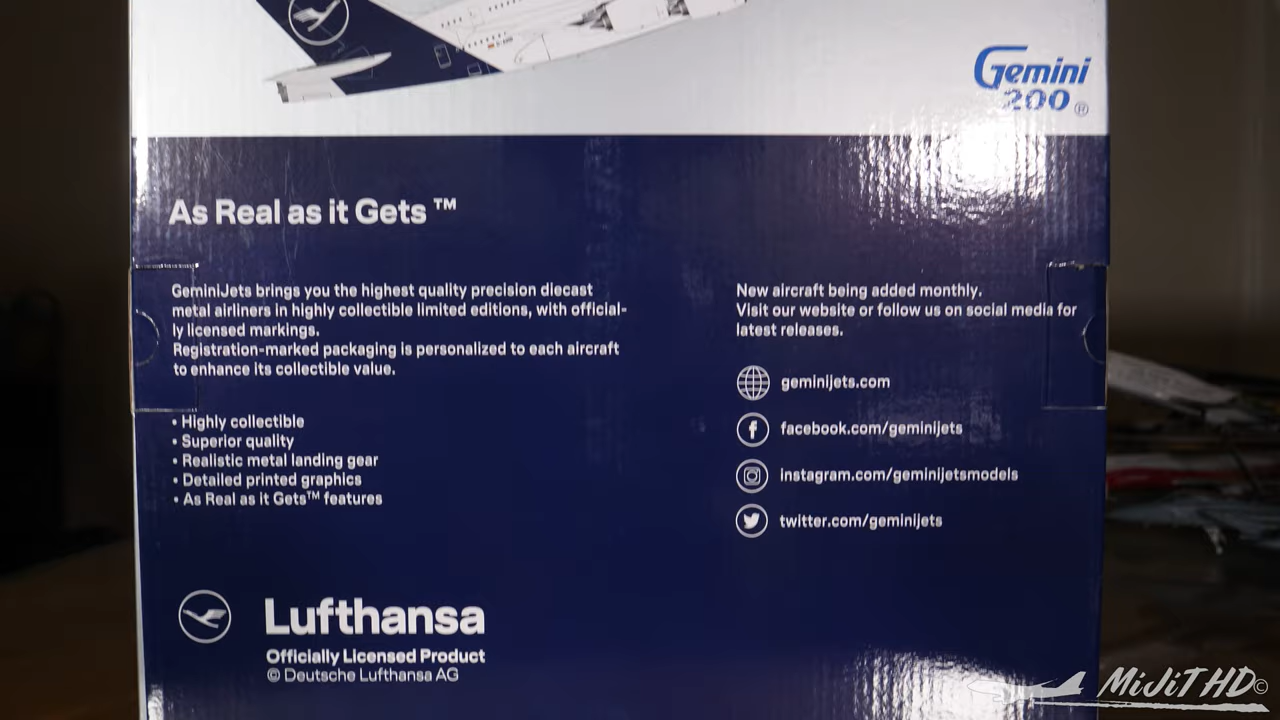 Gemini
200®
As Real as it Gets ™
GeminiJets brings you the highest quality precision diecast
metal airliners in highly collectible limited editions, with official-
ly licensed markings.
Registration-marked packaging is personalized to each aircraft
to enhance its collectible value.
• Highly collectible
• Superior quality
• Realistic metal landing gear
• Detailed printed graphics
• As Real as it Gets™ features
New aircraft being added monthly.
Visit our website or follow us on social media for
latest releases.
geminijets.com
facebook.com/geminijets
instagram.com/geminijetsmodels
twitter.com/geminijets
Lufthansa
Officially Licensed Product
© Deutsche Lufthansa AG
MiJiT HD©